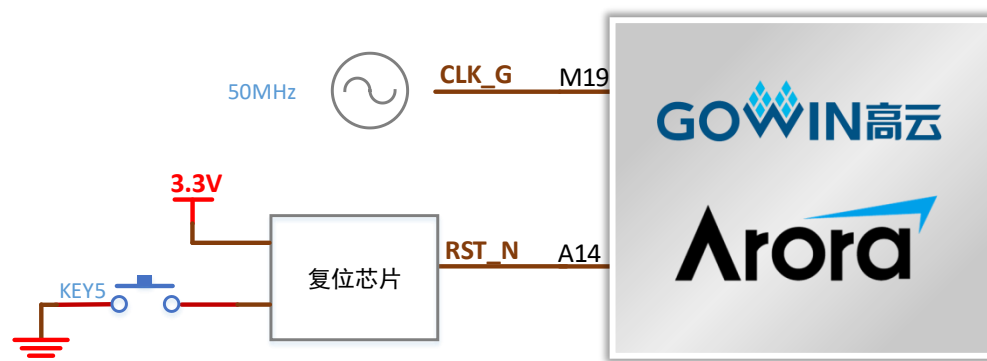 CLK_G
M19
50MHz
GOWIN高云
3.3V
Arora
RST_N
A14
复位芯片
KEY5